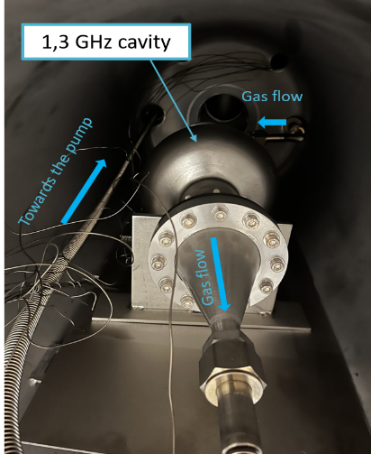 1,3 GHz cavity
Gas flow
Towards the pump
Gas flow